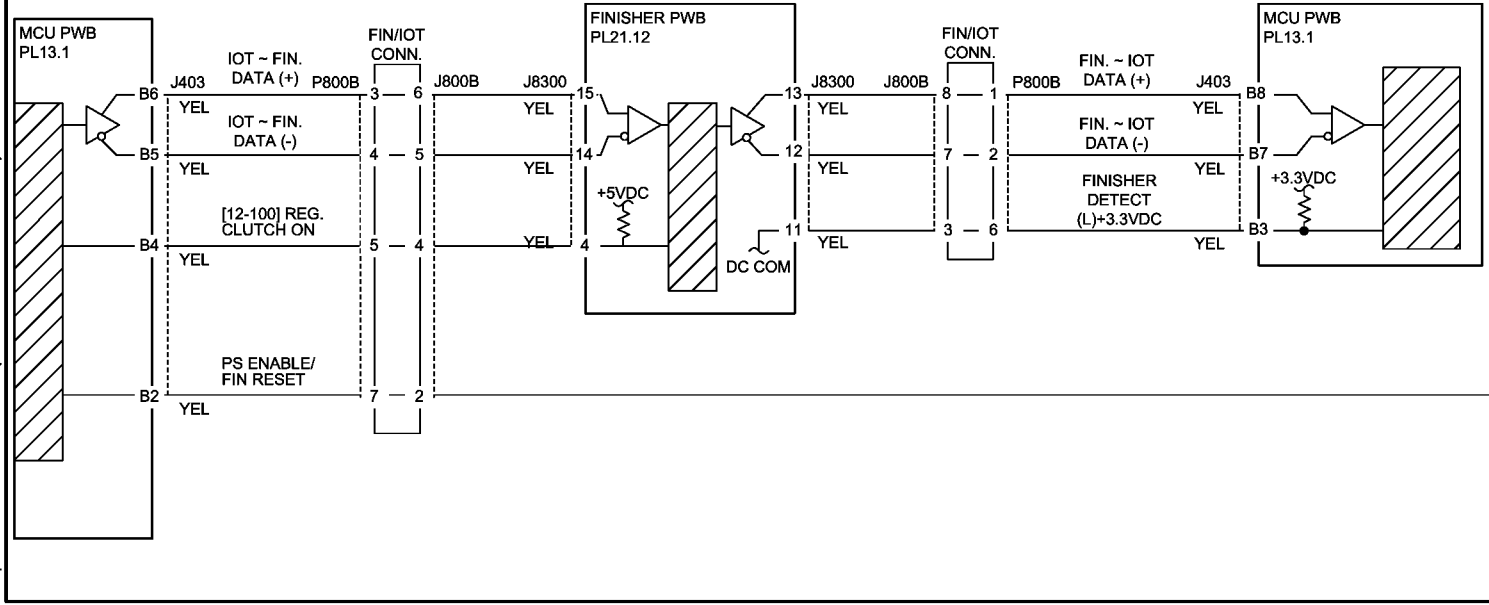 MCU PWB
PL13.1
FINISHER PWB
PL21.12
MCU PWB
PL13.1
FIN/IOT
CONN.
FIN/IOT
CONN.
IOT ~ FIN.
DATA (+)
FIN. ~ IOT
DATA (+)
B6 J403 P800B 3 6 J800B J8300 15 13 J8300 J800B 8 1 P800B J403 B8
YEL YEL YEL YEL
IOT ~ FIN.
DATA (-)
FIN. ~ IOT
DATA (-)
B5 4 5 14 12 7 2 B7
YEL YEL YEL YEL
+5VDC
+3.3VDC
FINISHER
DETECT
(L)+3.3VDC
[12-100] REG.
CLUTCH ON
11 3 6 B3
B4 5 4 YEL 4 YEL YEL
YEL
DC COM
PS ENABLE/
FIN RESET
B2 7 2
YEL